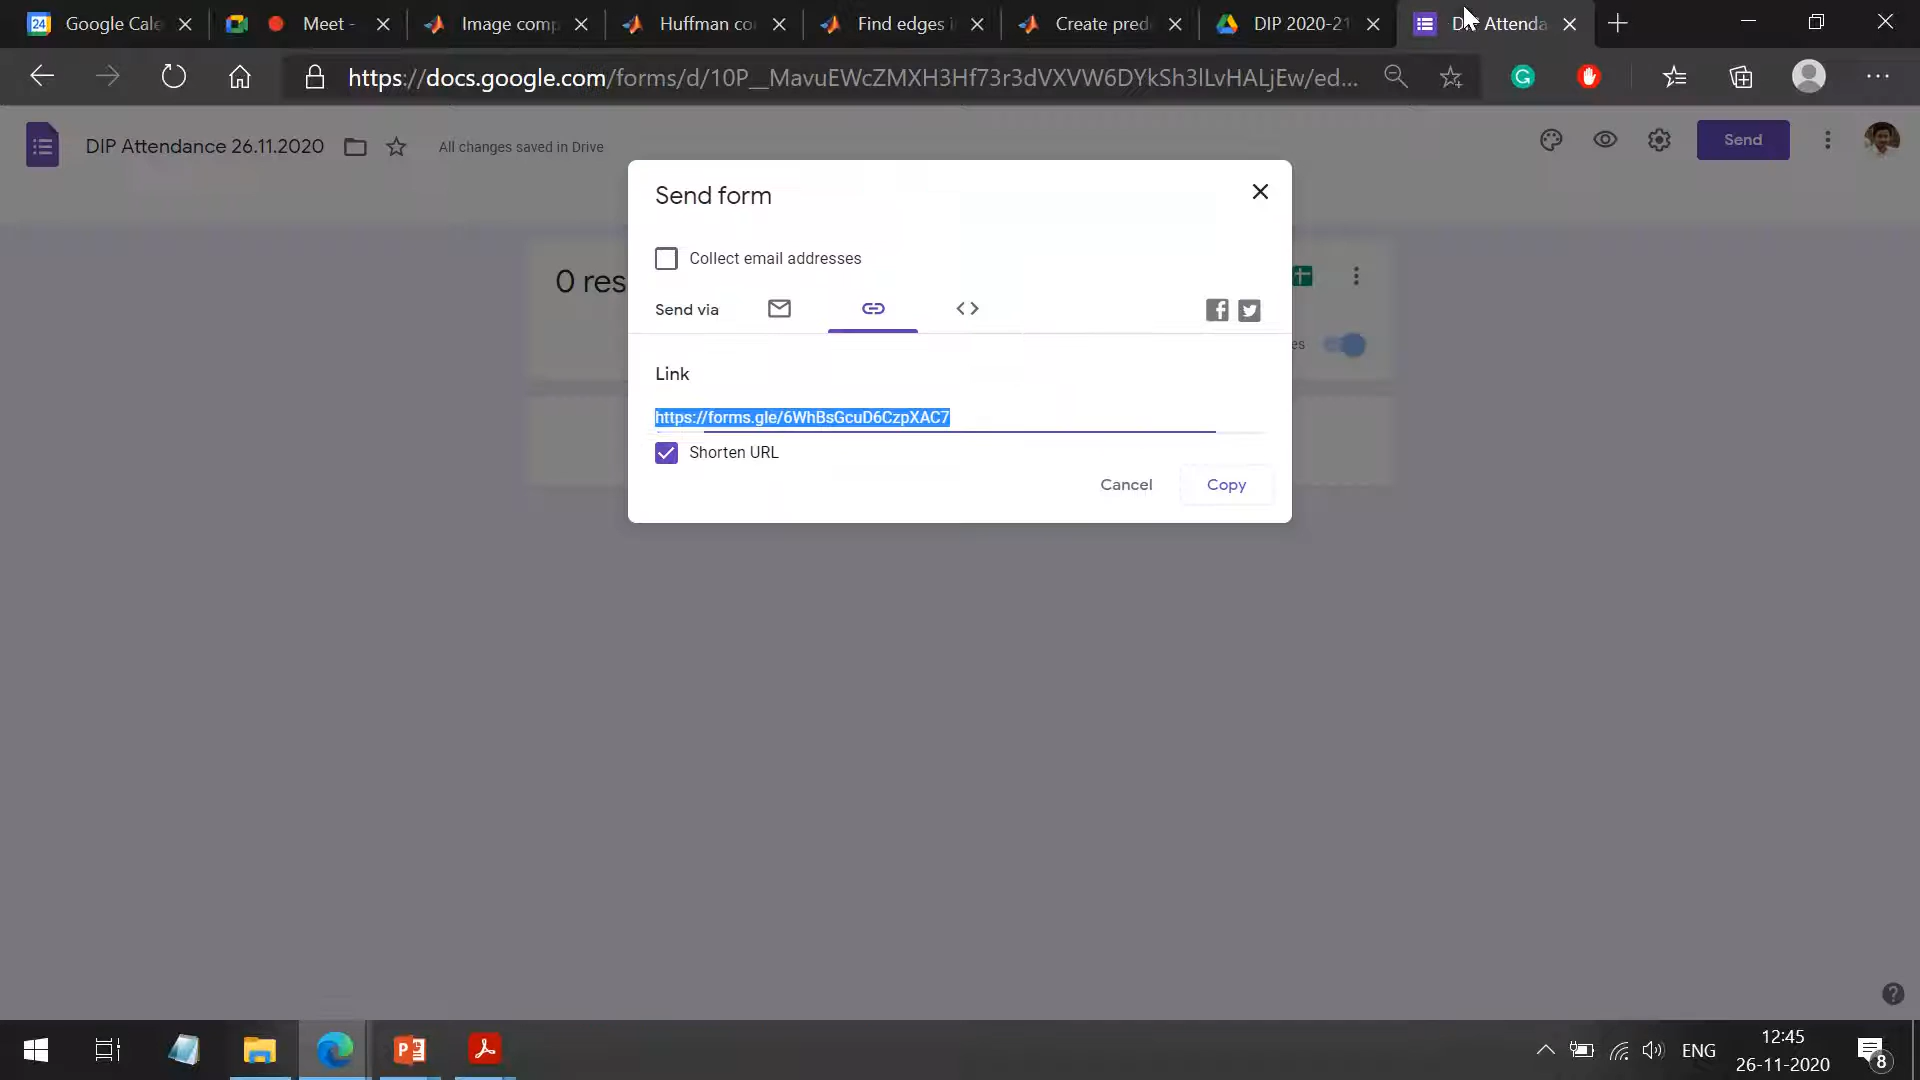 24 Google Cale
Meet -
Image comp
Huffman co
Find edges i
Create pred
DIP 2020-21
Attenda
https://docs.google.com/forms/d/10P__MavuEWcZMXH3Hf73r3dVXVW6DYkSh3lLvHALjEw/ed...
DIP Attendance 26.11.2020
All changes saved in Drive
Send
Send form
Collect email addresses
0 res
Send via
es
Link
https://forms.gle/6WhBsGcuD6CzpXAC7
Shorten URL
Cancel
Copy
ENG
12:45
26-11-2020
8